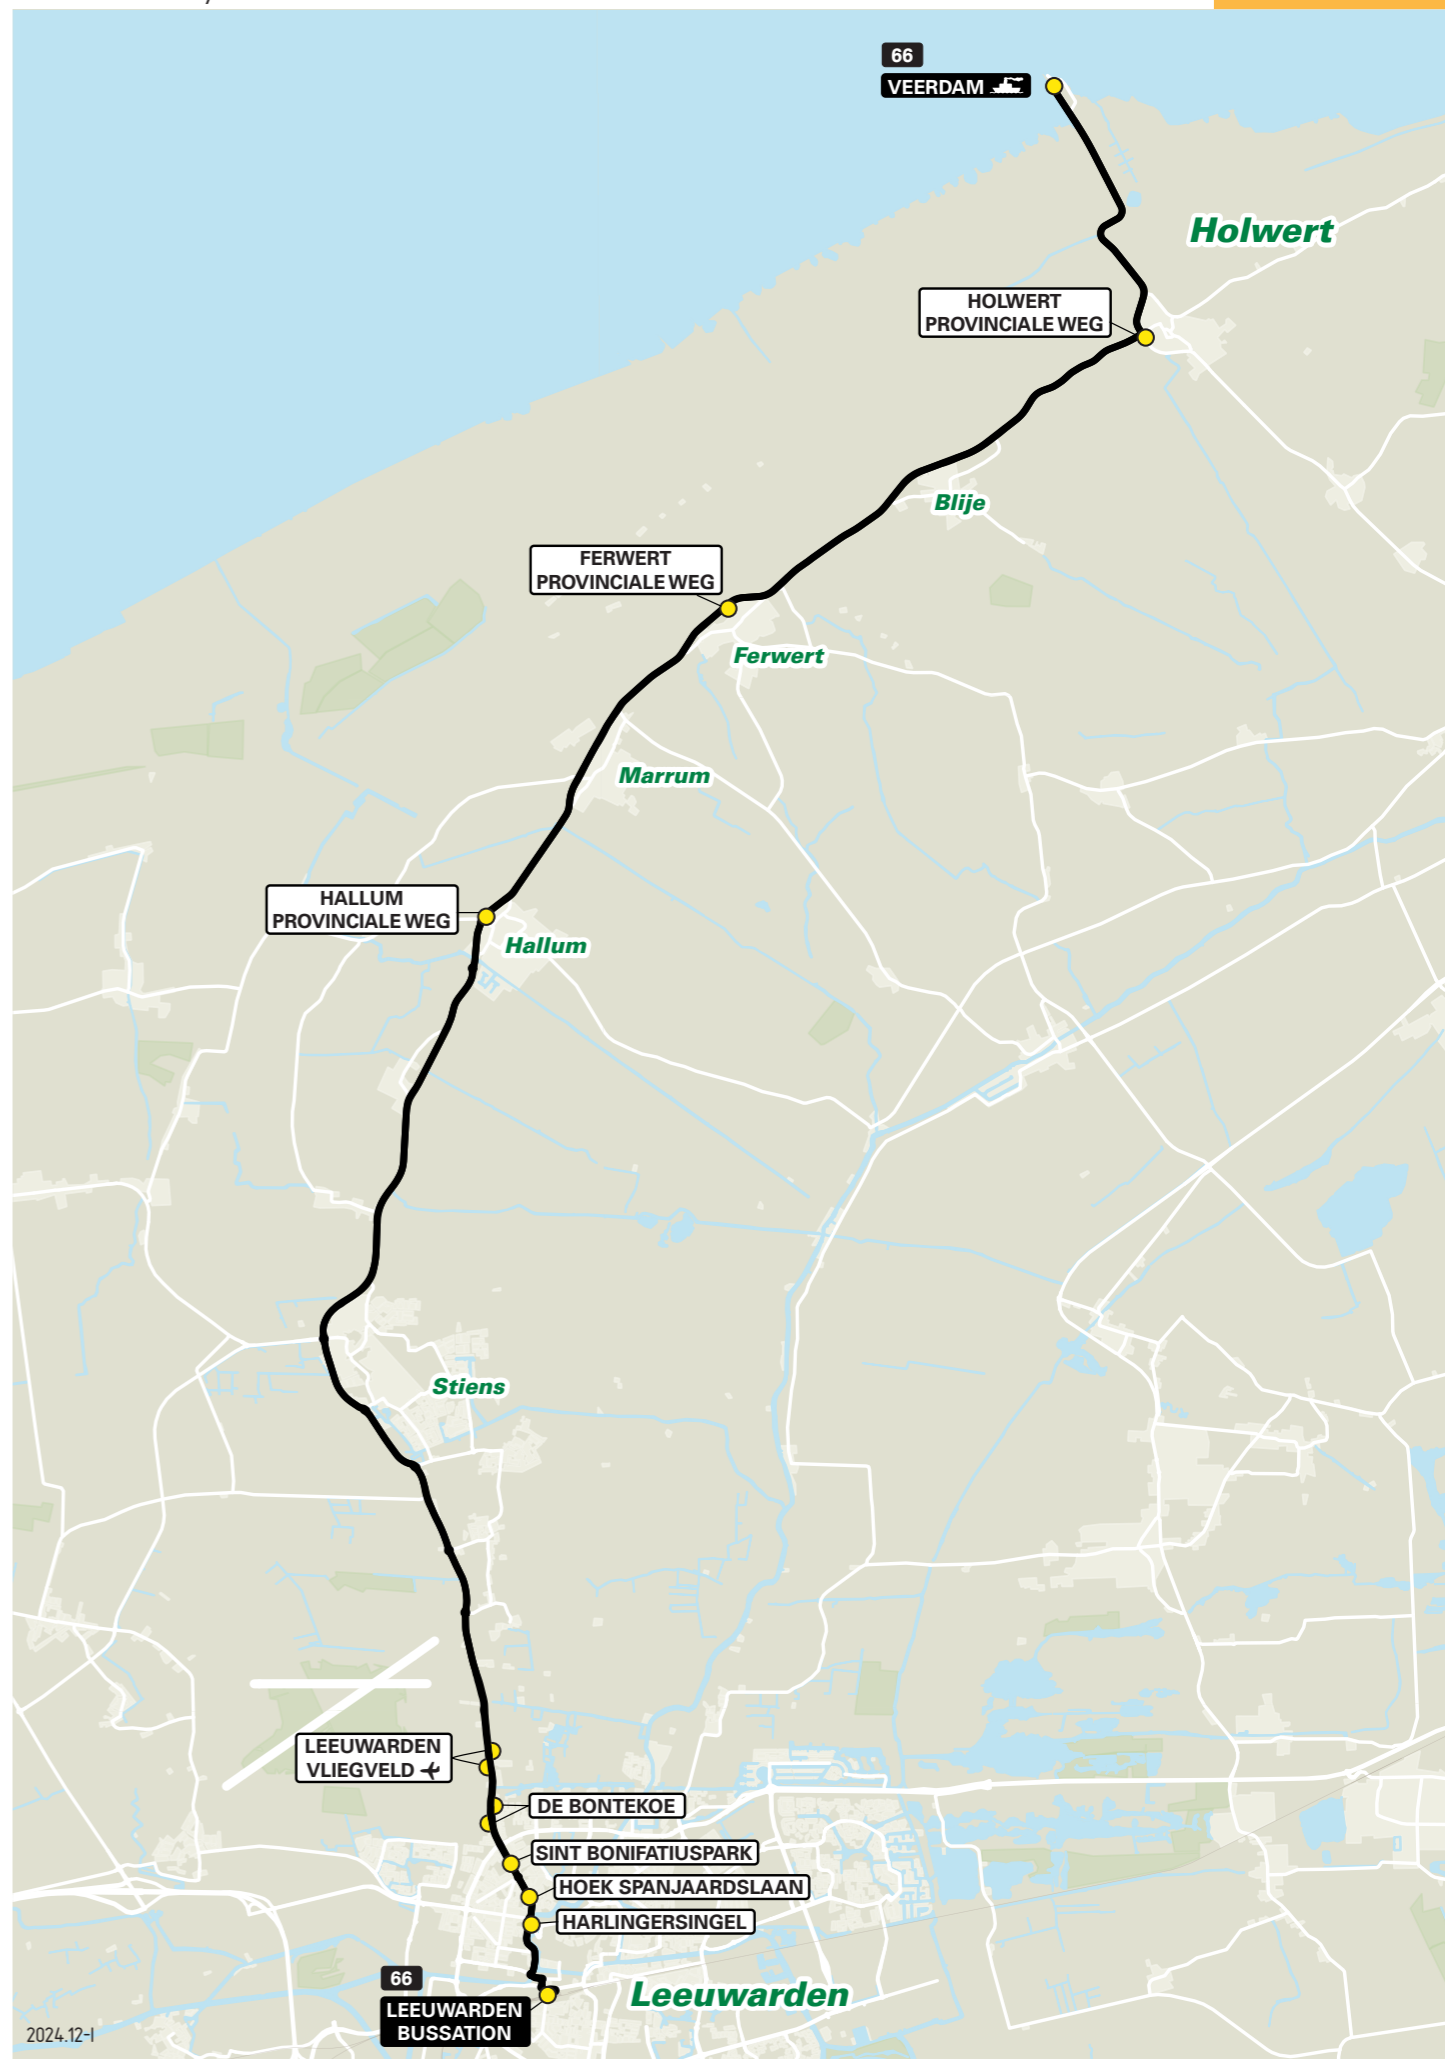 66
VEERDAM
Holwert
HOLWERT
PROVINCIALE WEG
Blije
FERWERT
PROVINCIALE WEG
Ferwert
Marrum
HALLUM
PROVINCIALE WEG
Hallum
Stiens
LEEUWARDEN
VLIEGVELD
DE BONTEKOE
SINT BONIFATIUSPARK
HOEK SPANJAARDSLAAN
HARLINGERSINGEL
66
Leeuwarden
LEEUWARDEN
BUSSATION
2024.12-I